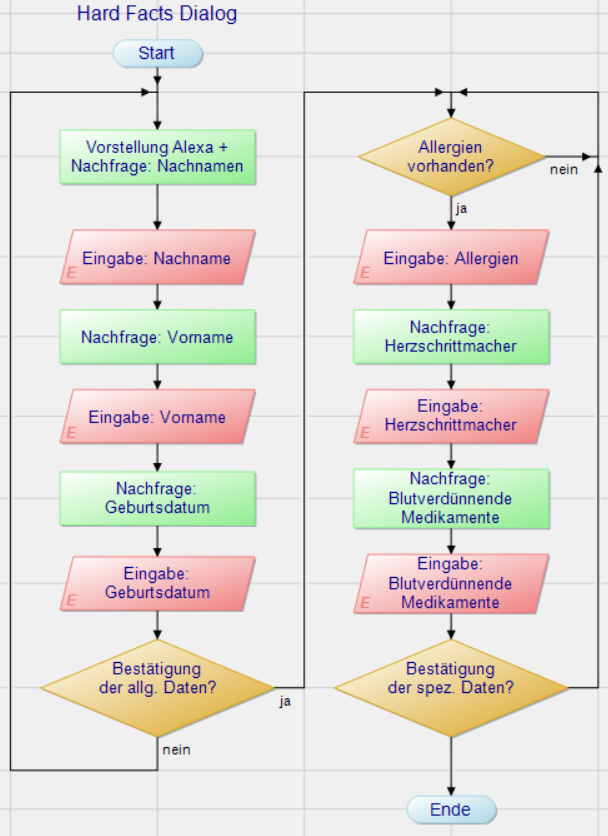 Hard Facts Dialog
Start
Vorstellung Alexa +
Nachfrage: Nachnamen
Eingabe: Nachname
E
Nachfrage: Vorname
Eingabe: Vorname
E
Nachfrage:
Geburtsdatum
Eingabe:
Geburtsdatum
E
Bestätigung
der allg. Daten?
ja
nein
Allergien
vorhanden?
nein
ja
Eingabe: Allergien
E
Nachfrage:
Herzschrittmacher
Eingabe:
Herzschrittmacher
E
Nachfrage:
Blutverdünnende
Medikamente
Eingabe:
Blutverdünnende
Medikamente
E
Bestätigung
der spez. Daten?
Ende